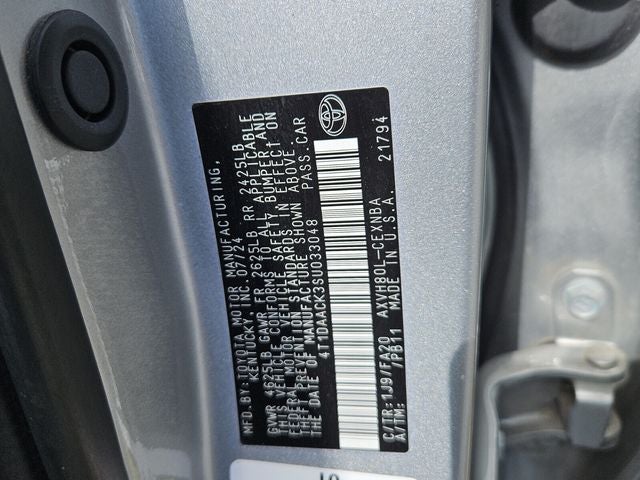 MFD. BY:TOYOTA MOTOR MANUFACTURING,
KENTUCKY, INC. 07/24
GVWR 4625LB GAWR FR 2625LB RR 2425LB
THIS VEHICLE CONFORMS TO ALL APPLICABLE
FEDERAL MOTOR VEHICLE SAFETY, BUMPER AND
THEFT PREVENTION STANDARDS IN EFFECT ON
THE DATE OF MANUFACTURE SHOWN ABOVE.
4T1DAACK3SU033048 PASS.CAR
C/TR:1J9/FA20 AXVH80L-CEXNBA
A/TM: /PB11 MADE IN U.S.A. 21794